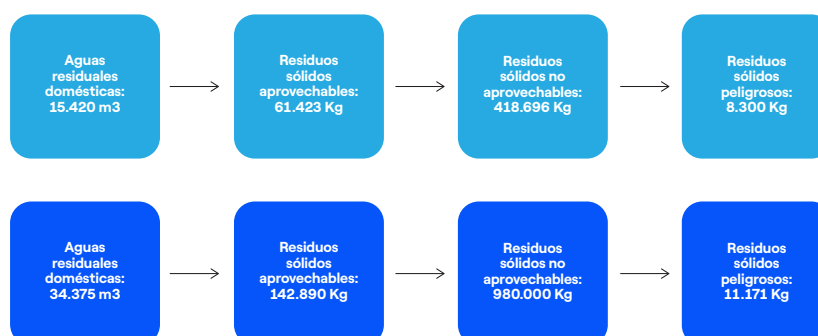 Aguas
residuales
domésticas:
15.420 m3
Residuos
sólidos
aprovechables:
61.423 Kg
Residuos
sólidos no
aprovechables:
418.696 Kg
Residuos
sólidos
peligrosos:
8.300 Kg
Aguas
residuales
domésticas:
34.375 m3
Residuos
sólidos
aprovechables:
142.890 Kg
Residuos
sólidos no
aprovechables:
980.000 Kg
Residuos
sólidos
peligrosos:
11.171 Kg